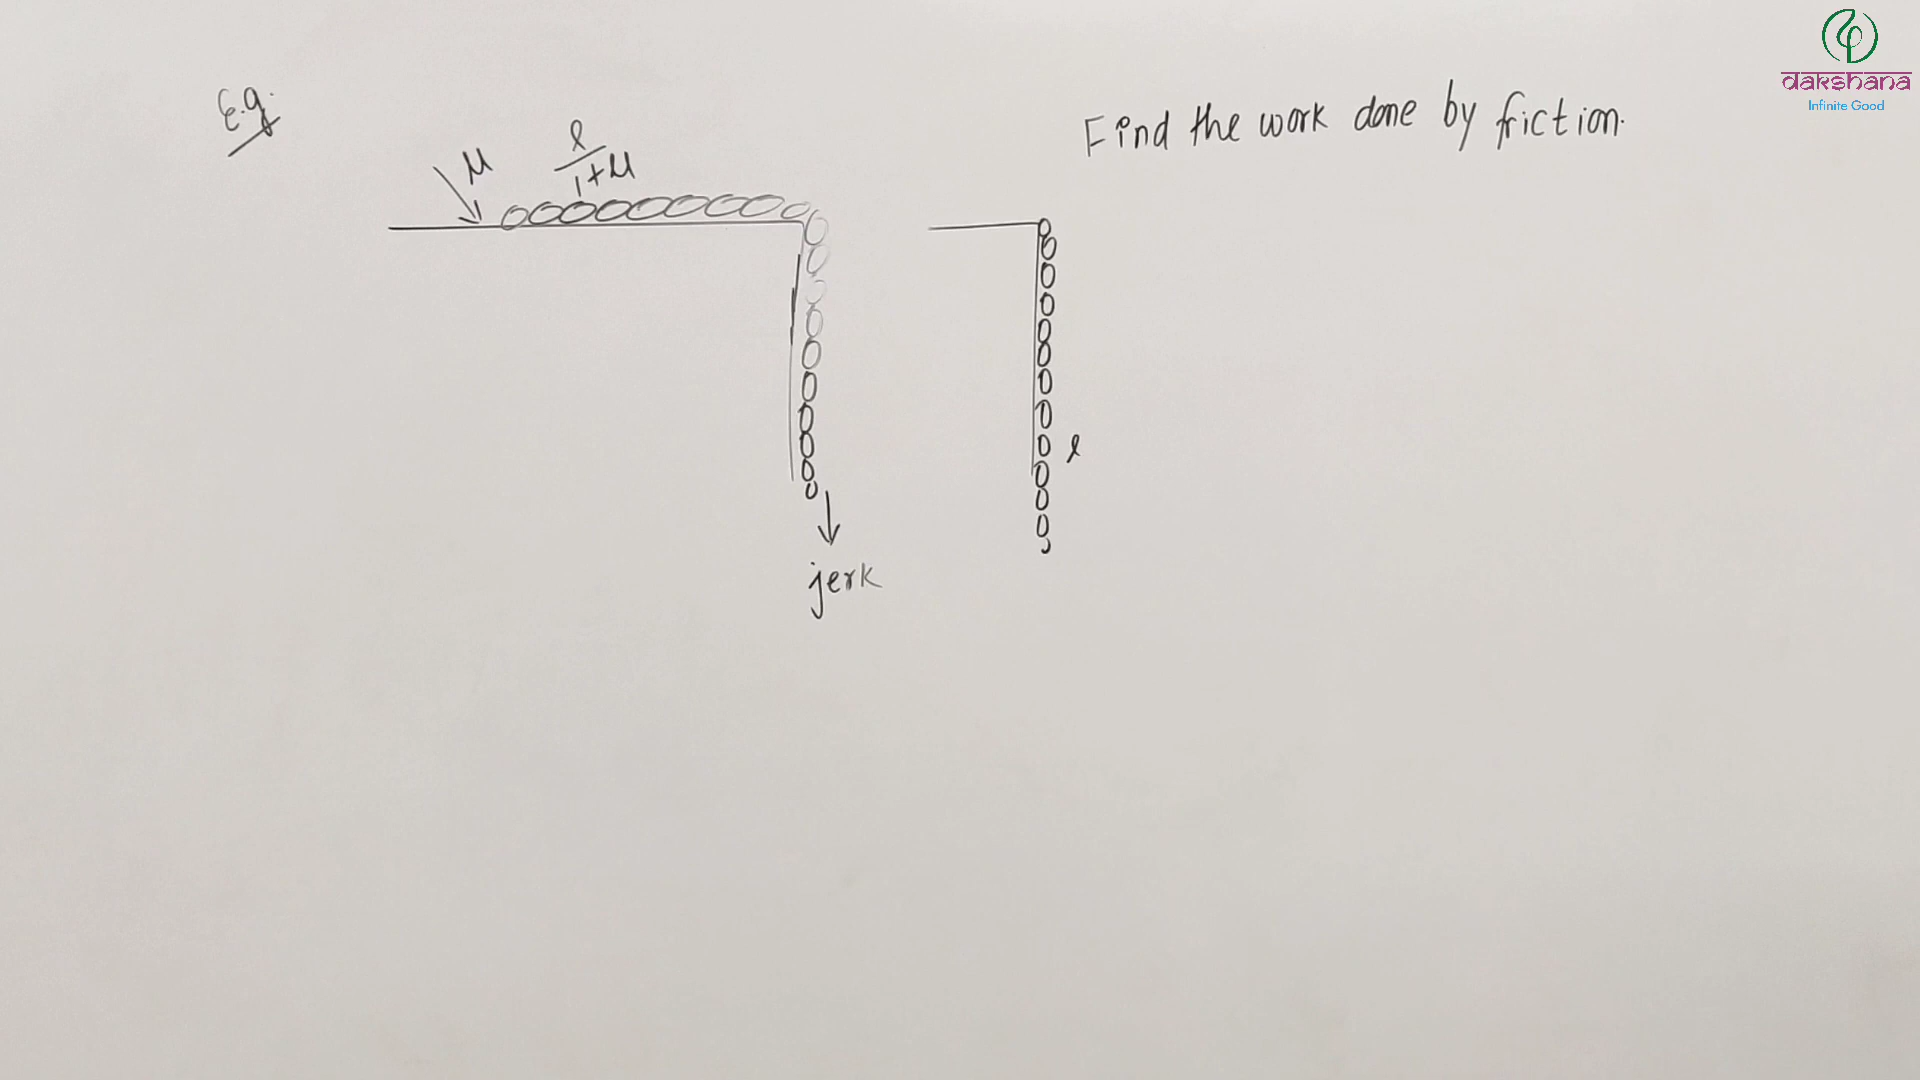 E.g.
Find the work done by friction.
μ
l/1+μ
l
jerk
dakshana
Infinite Good